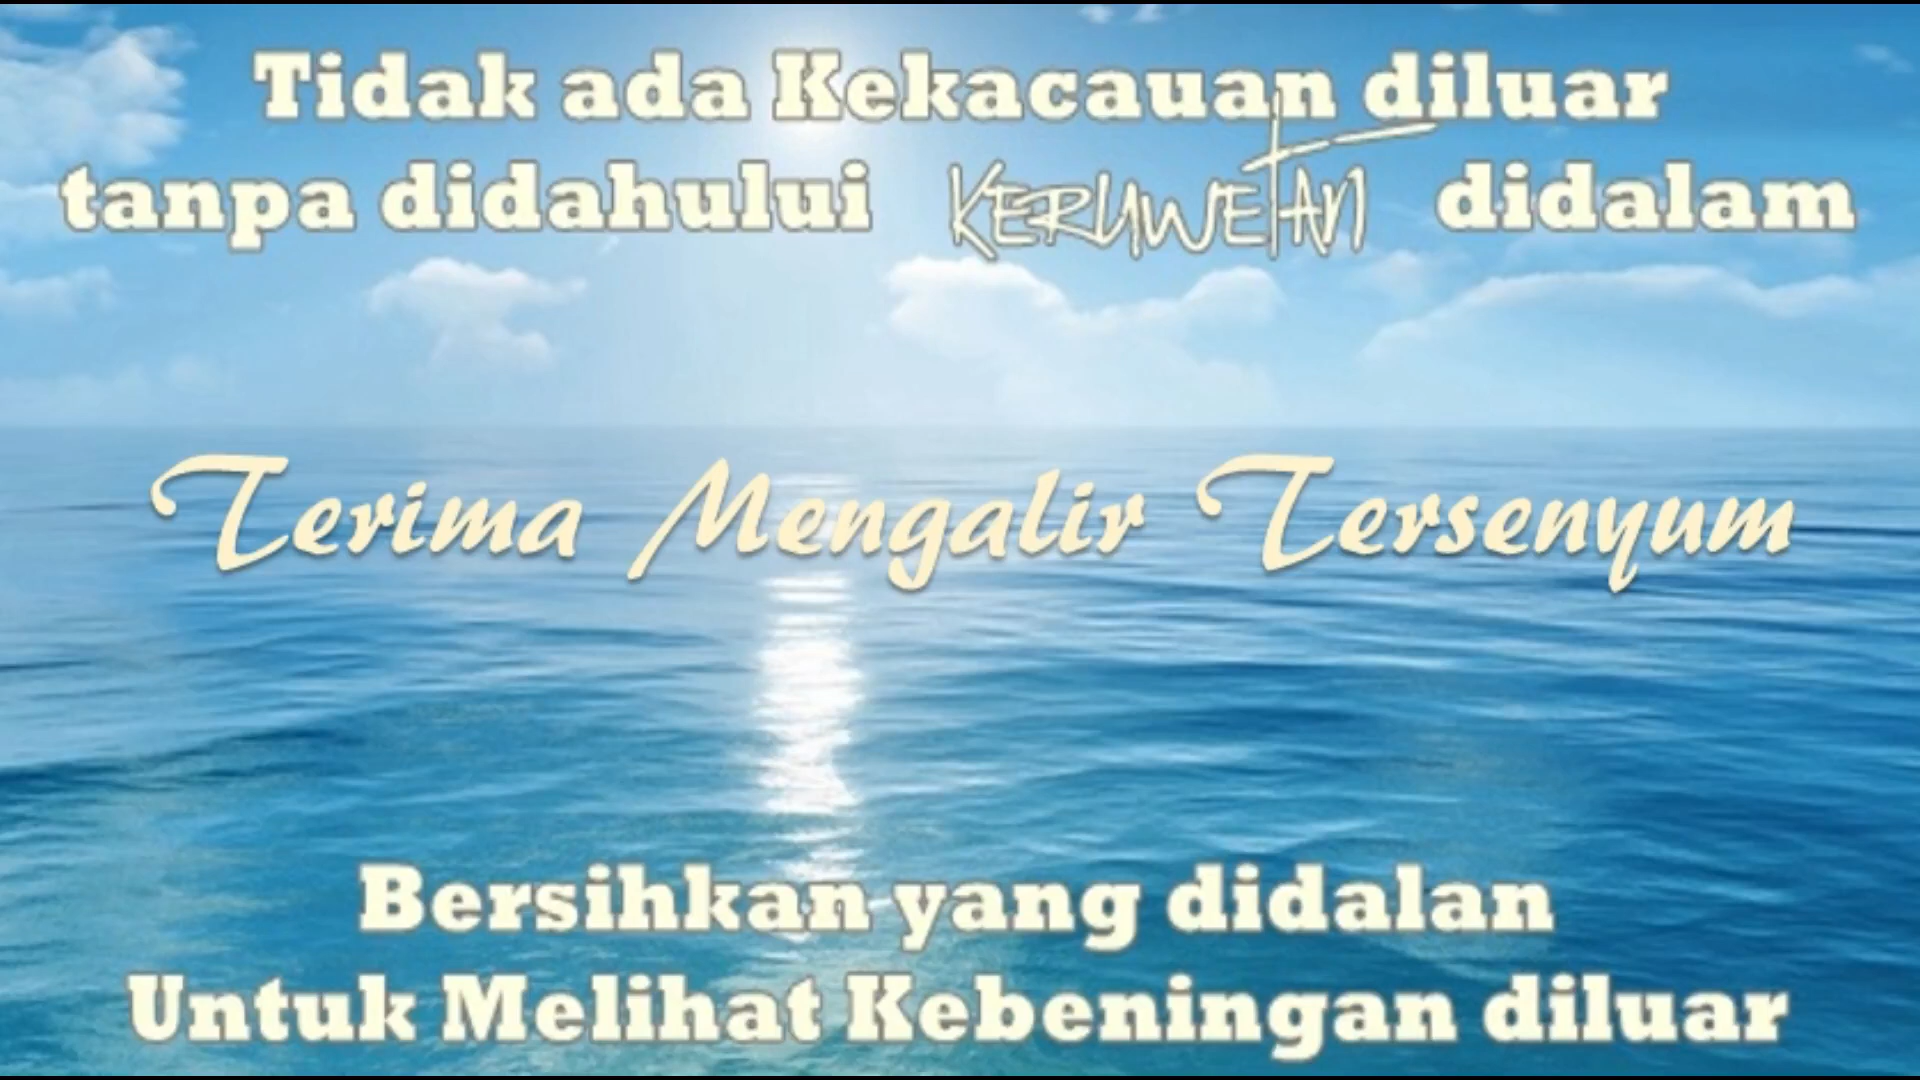 Tidak ada Kekacauan diluar
tanpa didahului KERUWETAN didalam
Terima Mengalir Tersenyum
Bersihkan yang didalan
Untuk Melihat Kebeningan diluar